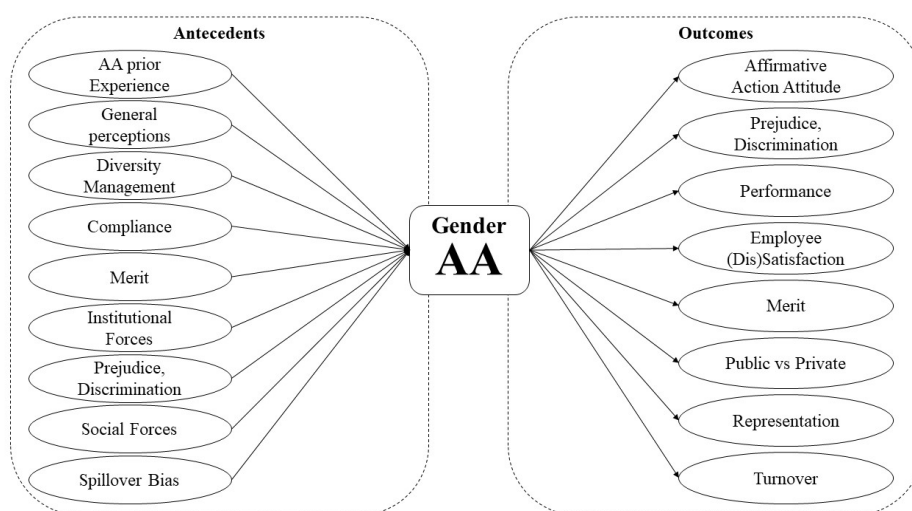 Antecedents
AA prior
Experience
General
perceptions
Diversity
Management
Compliance
Merit
Institutional
Forces
Prejudice,
Discrimination
Social Forces
Spillover Bias
Gender
AA
Outcomes
Affirmative
Action Attitude
Prejudice,
Discrimination
Performance
Employee
(Dis)Satisfaction
Merit
Public vs Private
Representation
Turnover